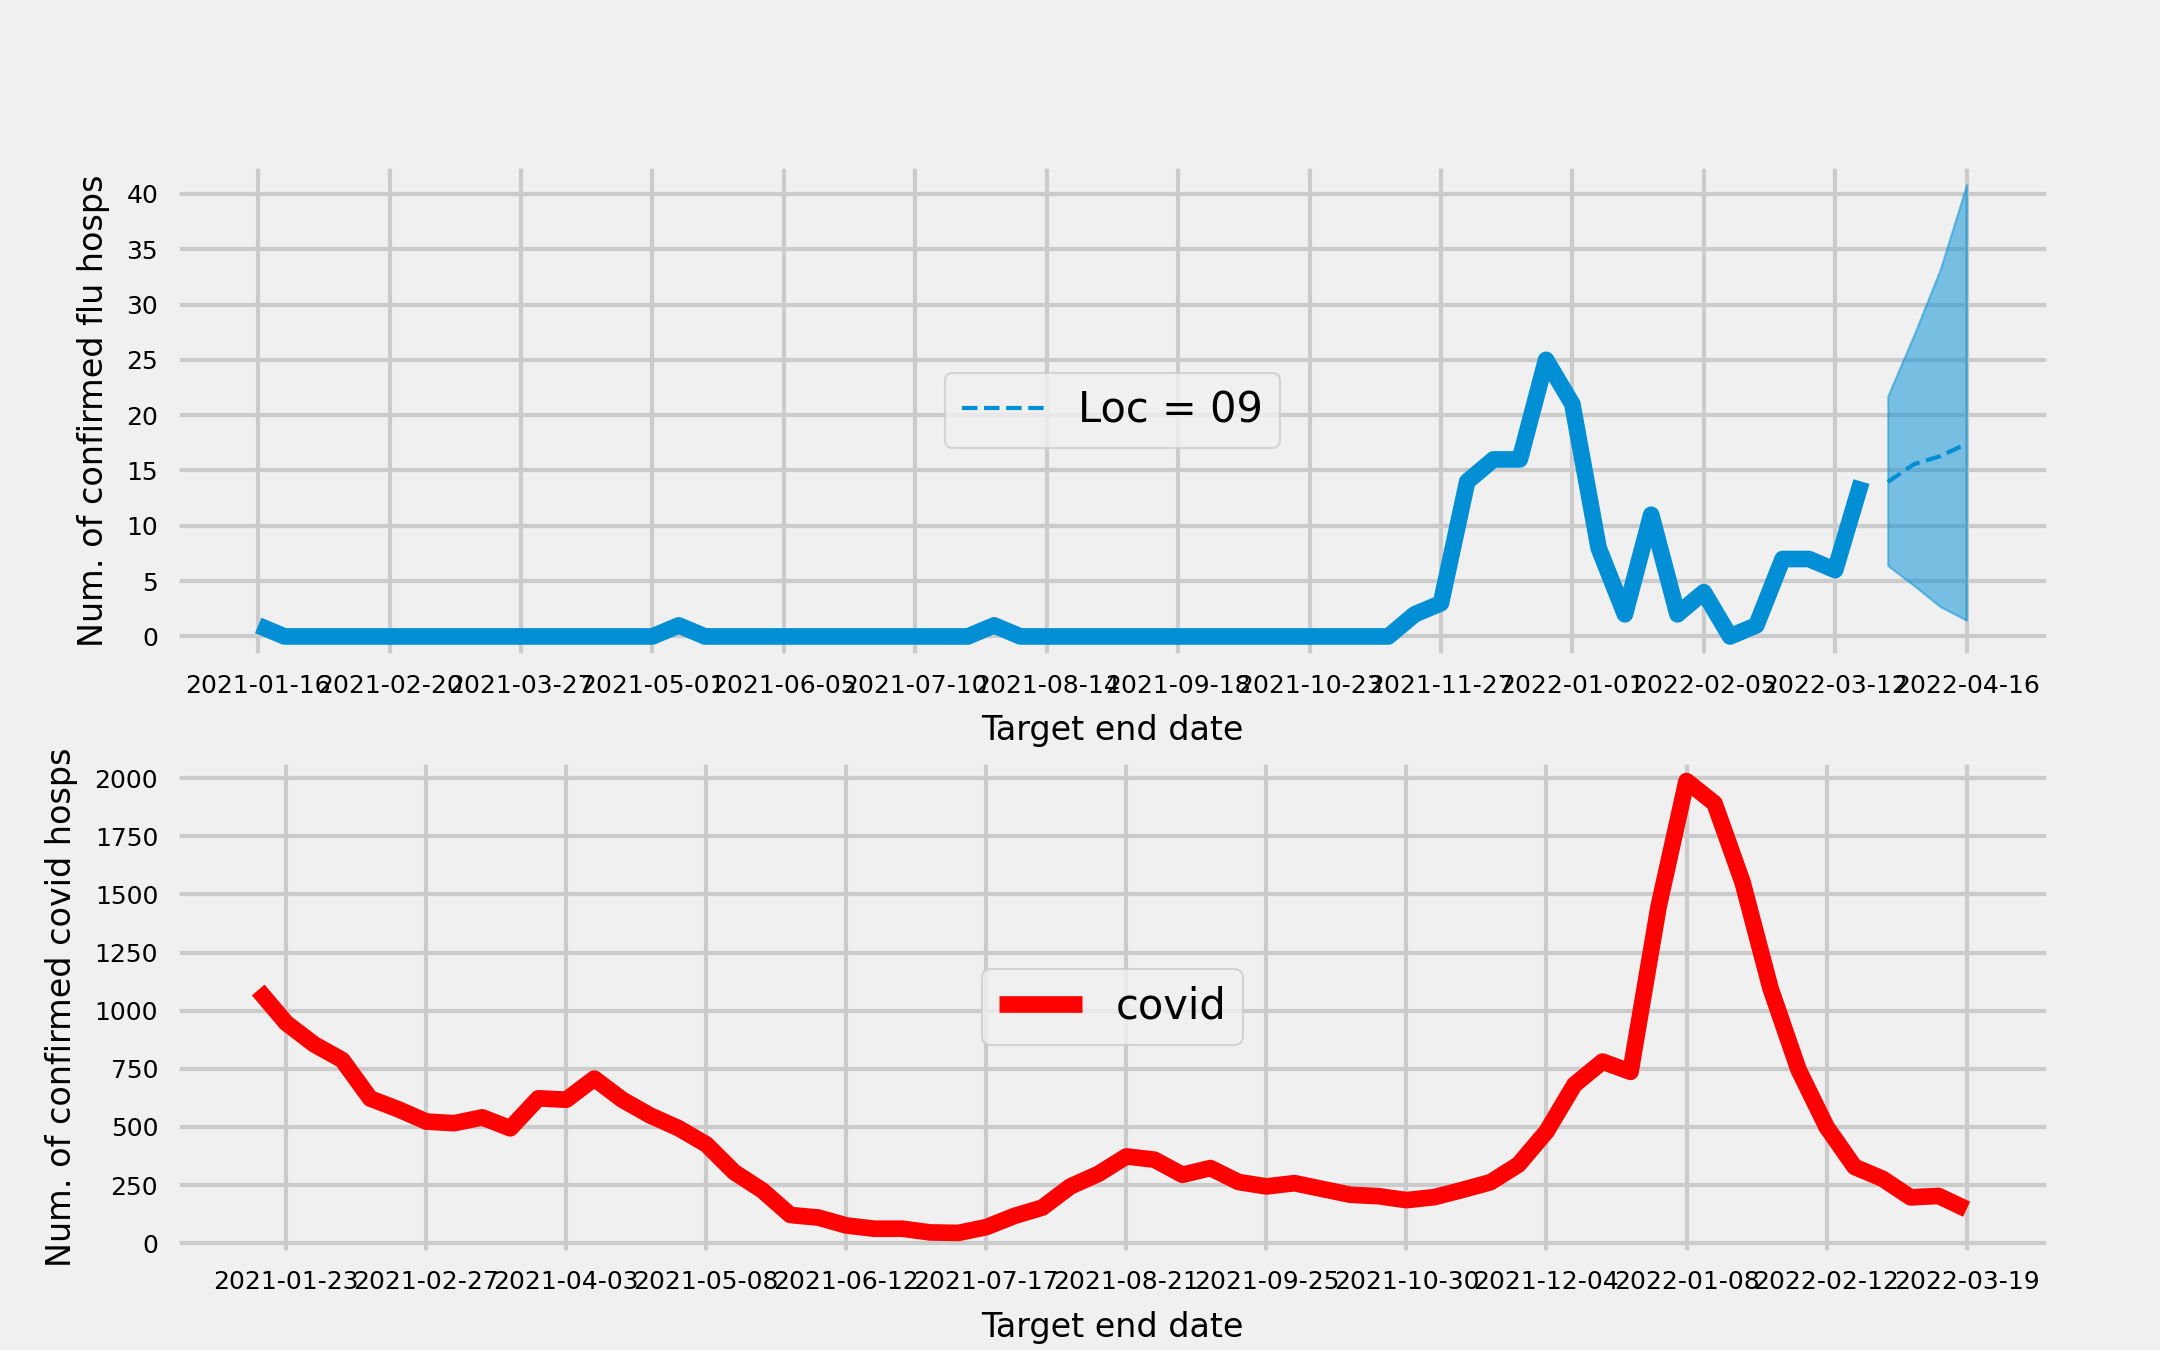 Num. of confirmed flu hosps
40
35
30
25
20
15
10
5
0
Loc = 09
2021-01-16 2021-02-20 2021-03-27 2021-05-01 2021-06-05 2021-07-10 2021-08-14 2021-09-18 2021-10-23 2021-11-27 2022-01-01 2022-02-05 2022-03-12 2022-04-16
Target end date
Num. of confirmed covid hosps
2000
1750
1500
1250
1000
750
500
250
0
covid
2021-01-23 2021-02-27 2021-04-03 2021-05-08 2021-06-12 2021-07-17 2021-08-21 2021-09-25 2021-10-30 2021-12-04 2022-01-08 2022-02-12 2022-03-19
Target end date